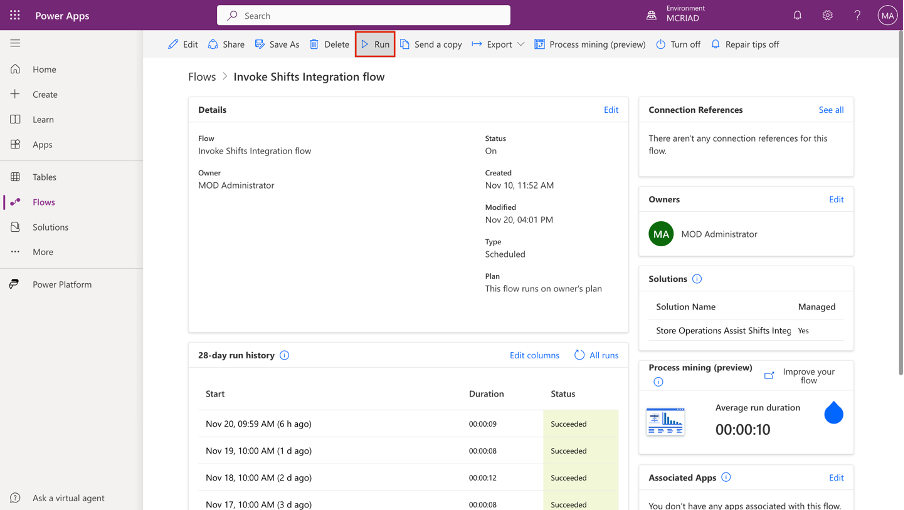 Power Apps
Search
Environment
MCRIAD
?
MA
Edit
Share
Save As
Delete
Run
Send a copy
Export
Process mining (preview)
Turn off
Repair tips off
Home
Create
Learn
Apps
Tables
Flows
Solutions
More
Power Platform
Ask a virtual agent
Flows > Invoke Shifts Integration flow
Details
Edit
Flow
Invoke Shifts Integration flow
Owner
MOD Administrator
Status
On
Created
Nov 10, 11:52 AM
Modified
Nov 20, 04:01 PM
Type
Scheduled
Plan
This flow runs on owner's plan
28-day run history
Edit columns
All runs
Start Duration Status
Nov 20, 09:59 AM (6 h ago) 00:00:09 Succeeded
Nov 19, 10:00 AM (1 d ago) 00:00:08 Succeeded
Nov 18, 10:00 AM (2 d ago) 00:00:12 Succeeded
Nov 17, 10:00 AM (3 d ago) 00:00:08 Succeeded
Connection References
See all
There aren't any connection references for this
flow.
Owners
Edit
MA
MOD Administrator
Solutions
Solution Name Managed
Store Operations Assist Shifts Integ Yes
Process mining (preview)
Improve your
flow
Average run duration
00:00:10
Associated Apps
Edit
You don't have any apps associated with this flow.